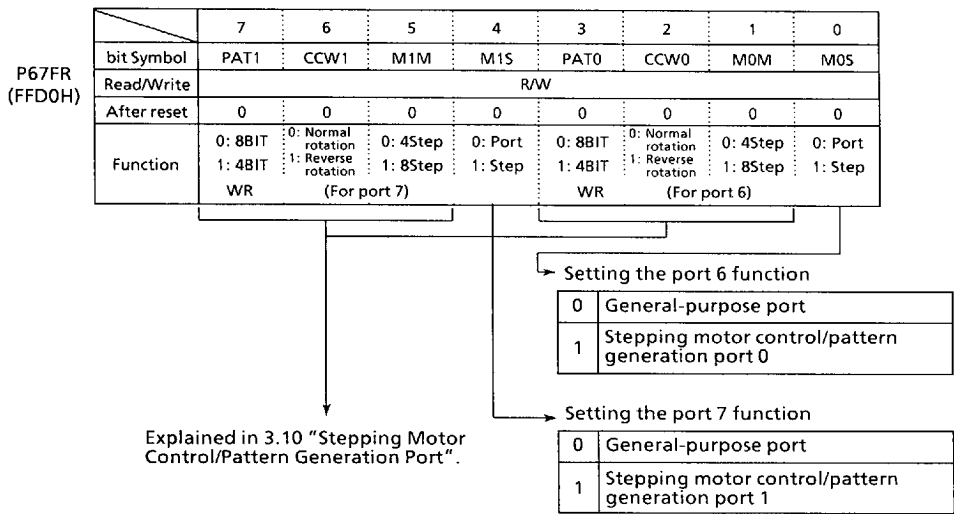 7 6 5 4 3 2 1 0
bit Symbol PAT1 CCW1 M1M M1S PAT0 CCW0 M0M M0S
P67FR
(FFD0H)
Read/Write R/W
After reset 0 0 0 0 0 0 0 0
Function
0: 8BIT 0: Normal rotation 0: 4Step 0: Port 0: 8BIT 0: Normal rotation 0: 4Step 0: Port
1: 4BIT 1: Reverse rotation 1: 8Step 1: Step 1: 4BIT 1: Reverse rotation 1: 8Step 1: Step
WR (For port 7) WR (For port 6)
Setting the port 6 function
0 General-purpose port
1 Stepping motor control/pattern
generation port 0
Setting the port 7 function
0 General-purpose port
1 Stepping motor control/pattern
generation port 1
Explained in 3.10 "Stepping Motor
Control/Pattern Generation Port".